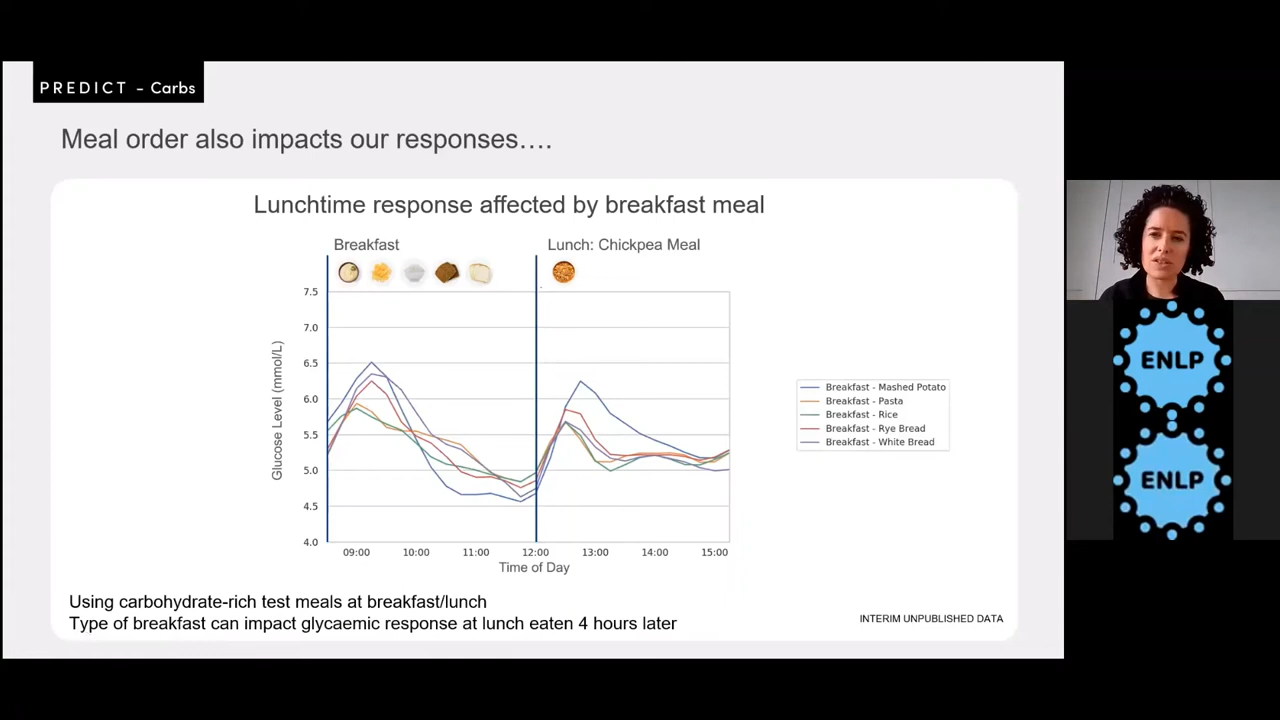 PREDICT - Carbs
Meal order also impacts our responses….
Lunchtime response affected by breakfast meal
Breakfast
Lunch: Chickpea Meal
7.5
7.0
6.5
6.0
5.5
5.0
4.5
4.0
Glucose Level (mmol/L)
09:00 10:00 11:00 12:00 13:00 14:00 15:00
Time of Day
Breakfast - Mashed Potato
Breakfast - Pasta
Breakfast - Rice
Breakfast - Rye Bread
Breakfast - White Bread
Using carbohydrate-rich test meals at breakfast/lunch
Type of breakfast can impact glycaemic response at lunch eaten 4 hours later
INTERIM UNPUBLISHED DATA
ENLP
ENLP